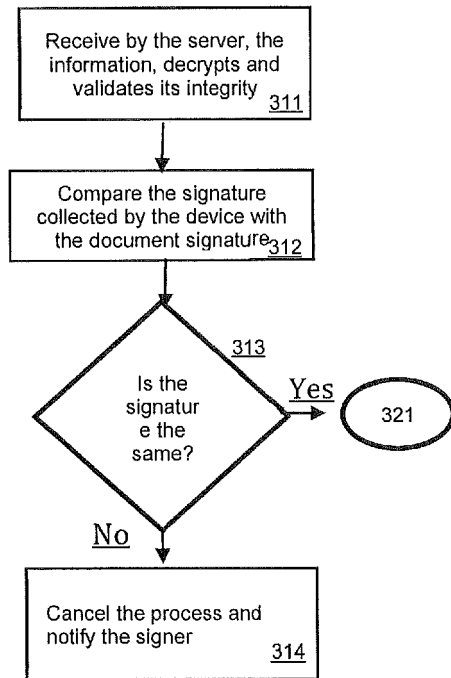 Receive by the server, the
information, decrypts and
validates its integrity
311
Compare the signature
collected by the device with
the document signature
312
313
Is the
signatur
e the
same?
Yes
321
No
Cancel the process and
notify the signer
314